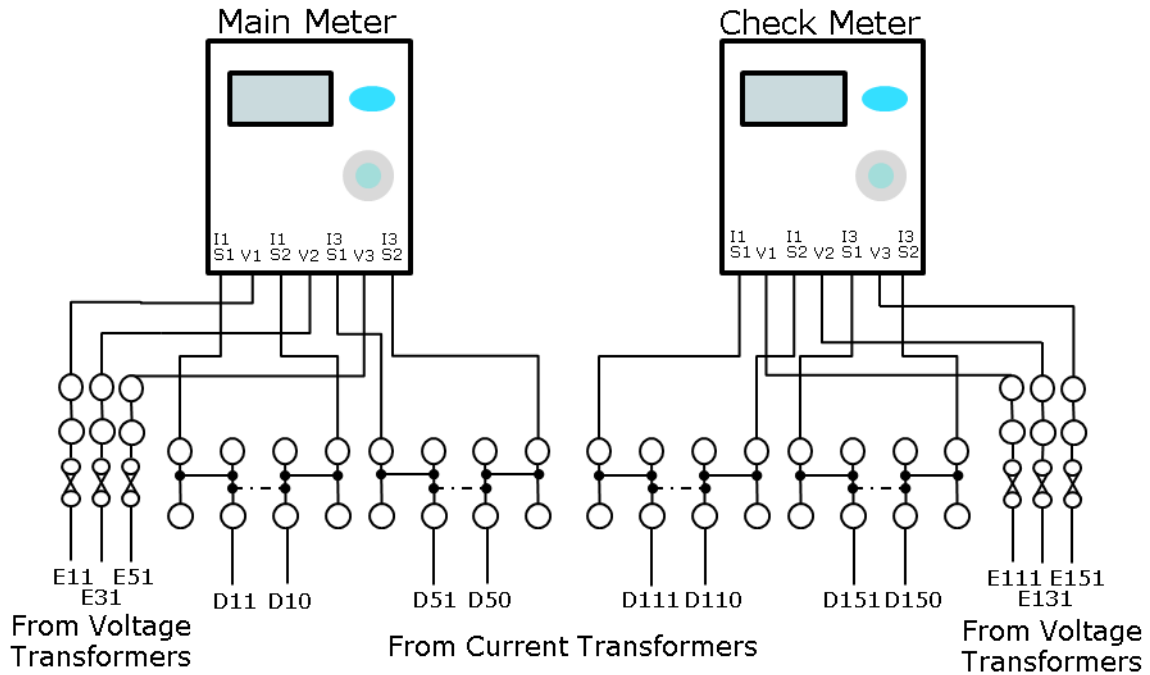 Main Meter
Check Meter
I1 I1 I3 I3
S1 V1 S2 V2 S1 V3 S2
I1 I1 I3 I3
S1 V1 S2 V2 S1 V3 S2
E11 E51
E31
From Voltage
Transformers
D11 D10 D51 D50 D111 D110 D151 D150
From Current Transformers
E111 E151
E131
From Voltage
Transformers